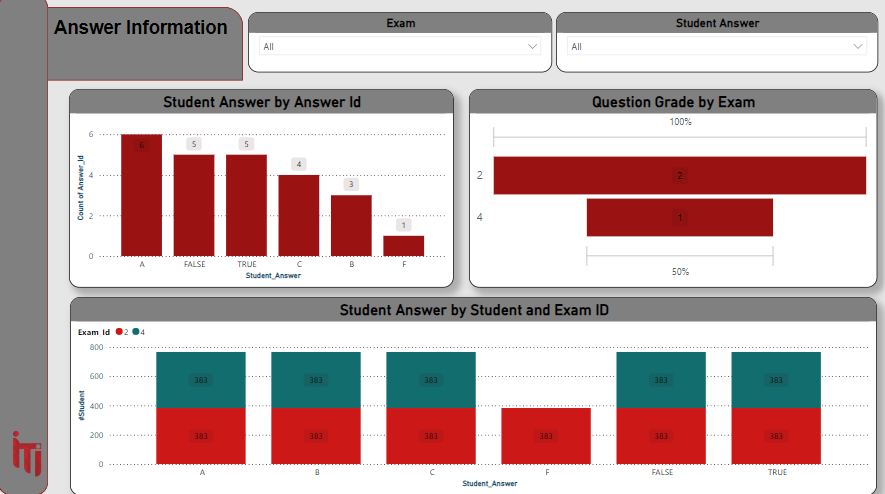 Answer Information
Exam
All
Student Answer
All
Student Answer by Answer Id
Count of Answer_Id
6
4
2
0
6
5
5
4
3
1
A
FALSE
TRUE
C
B
F
Student_Answer
Question Grade by Exam
100%
2
2
4
1
50%
Student Answer by Student and Exam ID
Exam_Id 2 4
#Student
800
600
400
200
0
383
383
383
383
383
383
383
383
383
383
383
A
B
C
F
FALSE
TRUE
Student_Answer
iTi